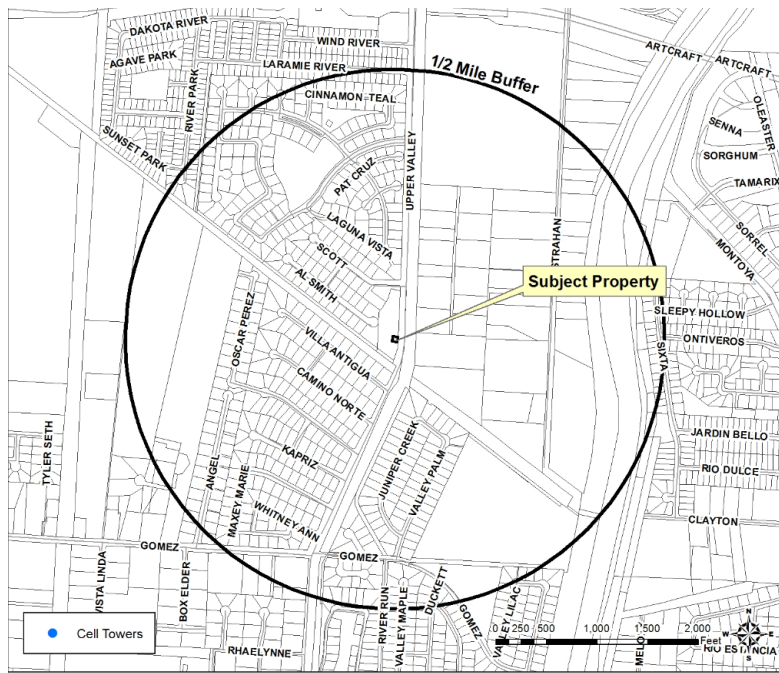 DAKOTA RIVER
WIND RIVER
AGAVE PARK
LARAMIE RIVER
1/2 Mile Buffer
ARTCRAFT
ARTCRAFT
CINNAMON TEAL
RIVER PARK
OLEASTER
SENNA
SUNSET PARK
SORGHUM
PAT CRUZ
UPPER VALLEY
TAMARIX
LAGUNA VISTA
STRAHAN
SORREL
SCOTT
MONTOYA
Subject Property
AL SMITH
SLEEPY HOLLOW
OSCAR PEREZ
VILLA ANTIGUA
ONTIVEROS
SIXTA
CAMINO NORTE
JARDIN BELLO
TYLER SETH
KAPRIZ
JUNIPER CREEK
VALLEY PALM
RIO DULCE
ANGEL
MAXEY MARIE
WHITNEY ANN
CLAYTON
GOMEZ
GOMEZ
VISTA LINDA
BOX ELDER
RIVER RUN
VALLEY MAPLE
DUCKETT
GOMEZ
VALLEY LILAC
Cell Towers
0 250 500 1,000 1,500 2,000
Feet
N
W E
S
RHAELYNNE
RIO ESTANCIA